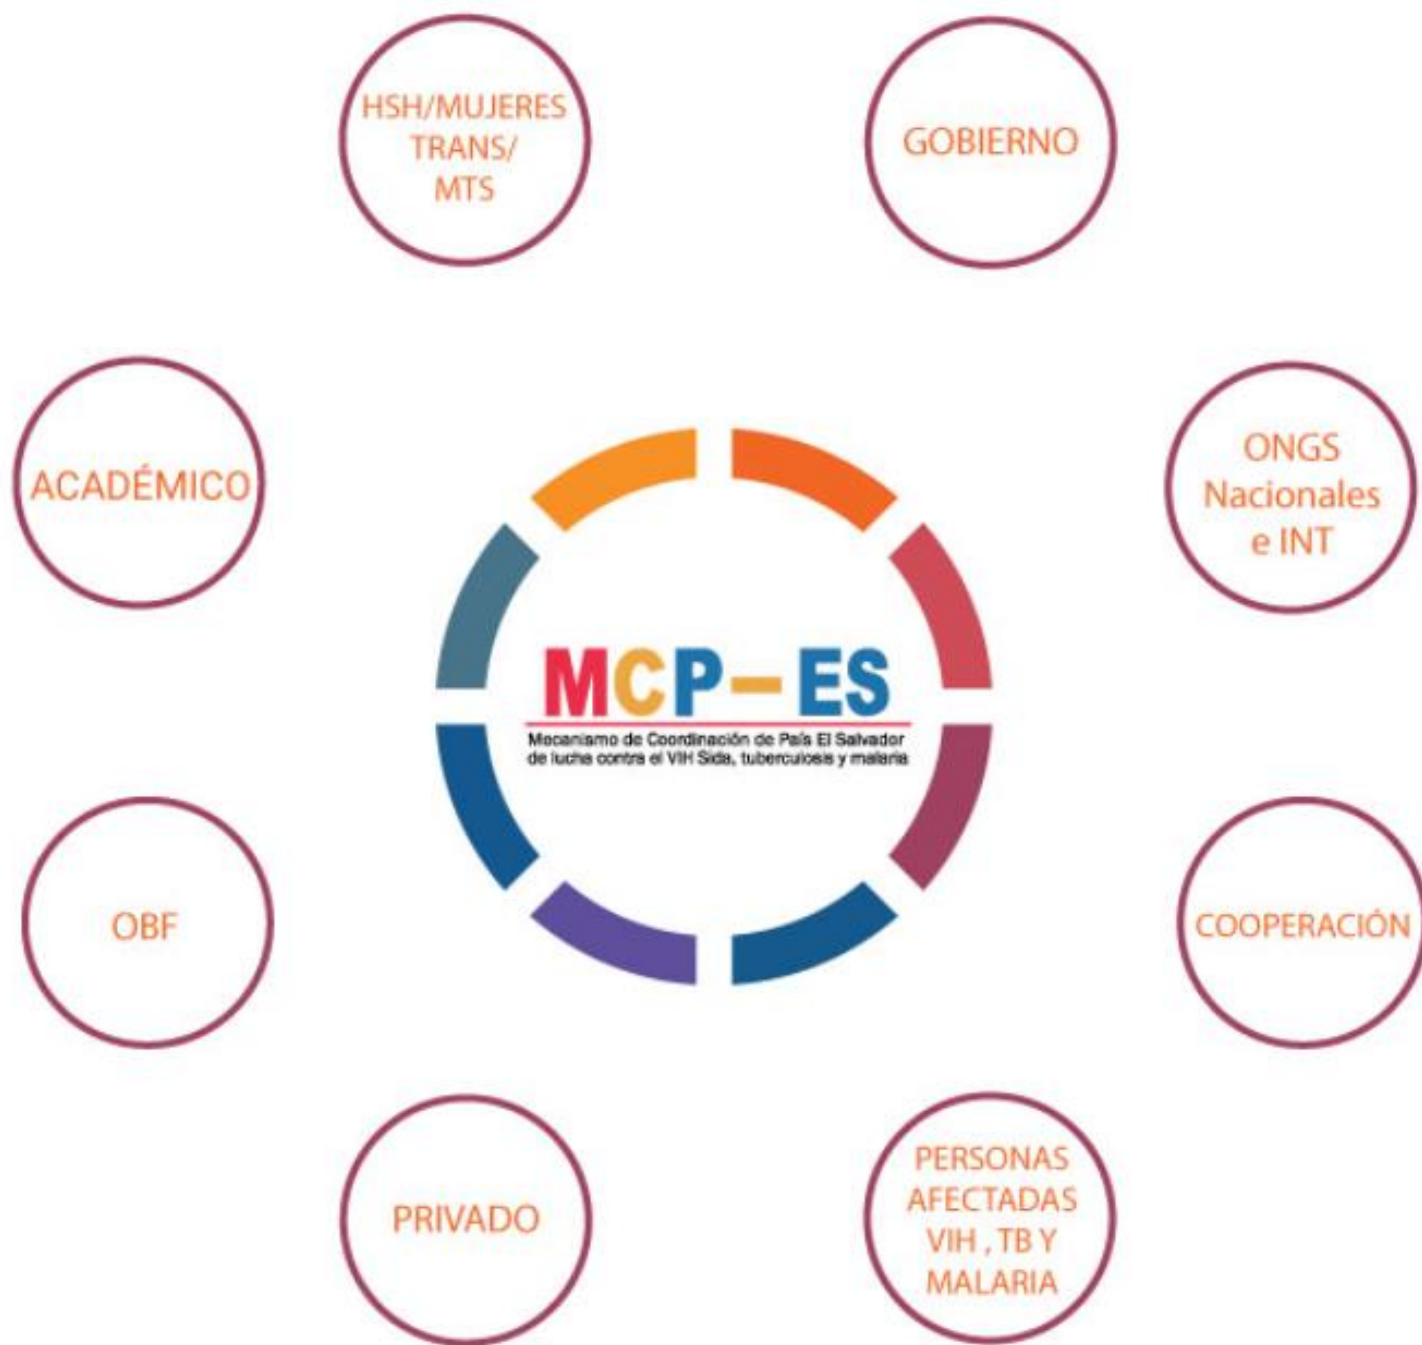 HSH/MUJERES
TRANS/
MTS
GOBIERNO
ACADÉMICO
ONGS
Nacionales
e INT
MCP-ES
Mecanismo de Coordinación de País El Salvador
de lucha contra el VIH Sida, tuberculosis y malaria
OBF
COOPERACIÓN
PRIVADO
PERSONAS
AFECTADAS
VIH , TB Y
MALARIA